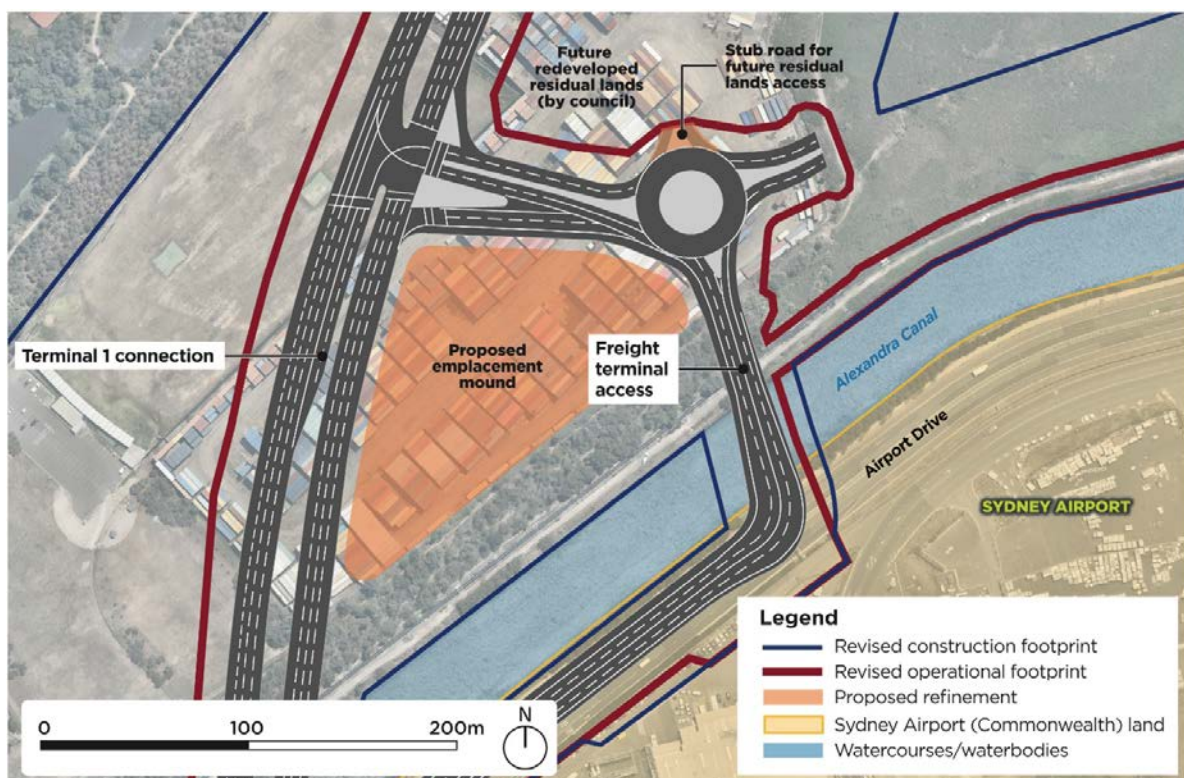 Future
redeveloped
residual lands
(by council)
Stub road for
future residual
lands access
Terminal 1 connection
Proposed
emplacement
mound
Freight
terminal
access
Alexandra Canal
Airport Drive
SYDNEY AIRPORT
Legend
Revised construction footprint
Revised operational footprint
Proposed refinement
Sydney Airport (Commonwealth) land
Watercourses/waterbodies
0 100 200m
N